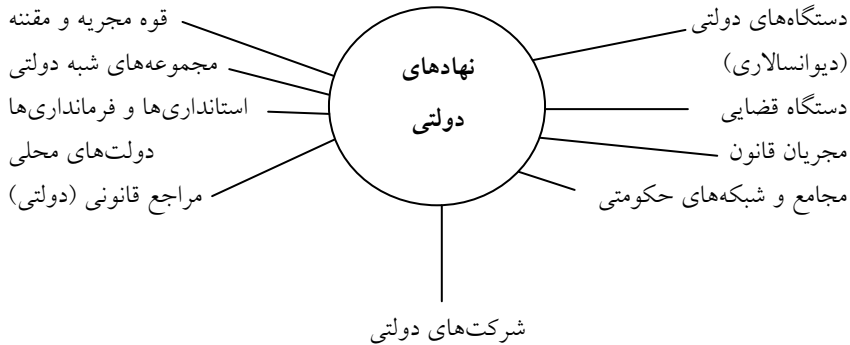 دستگاه‌های دولتی
(دیوانسالاری)
دستگاه قضایی
مجریان قانون
مجامع و شبکه‌های حکومتی
نهادهای
دولتی
قوه مجریه و مقننه
مجموعه‌های شبه دولتی
استانداری‌ها و فرمانداری‌ها
دولت‌های محلی
مراجع قانونی (دولتی)
شرکت‌های دولتی